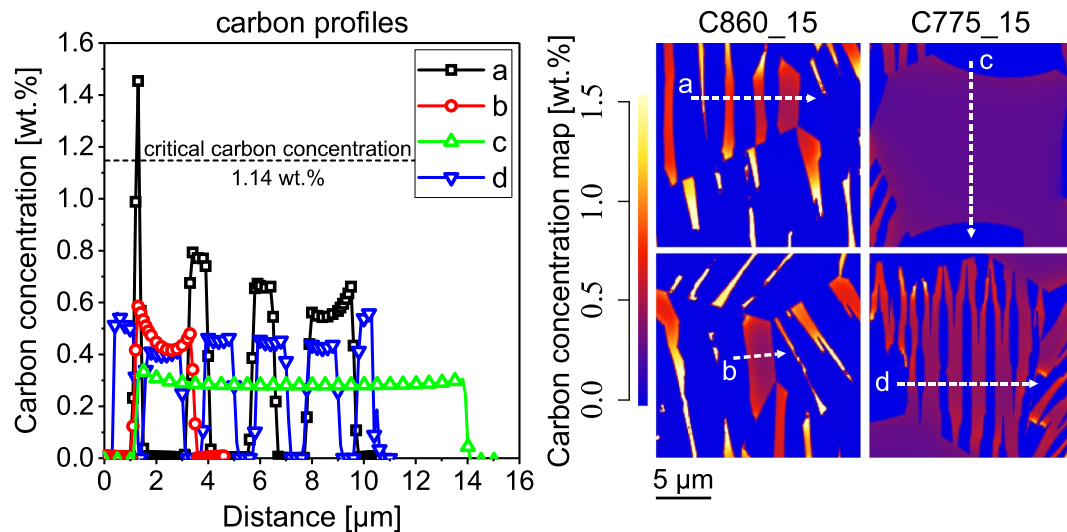 carbon profiles
C860_15
C775_15
Carbon concentration [wt.%]
1.6
1.4
1.2
1.0
0.8
0.6
0.4
0.2
0.0
a
b
c
d
critical carbon concentration
1.14 wt.%
0
2
4
6
8
10
12
14
16
Distance [µm]
Carbon concentration map [wt.%]
1.5
1.0
0.5
0.0
a
c
b
d
5 µm